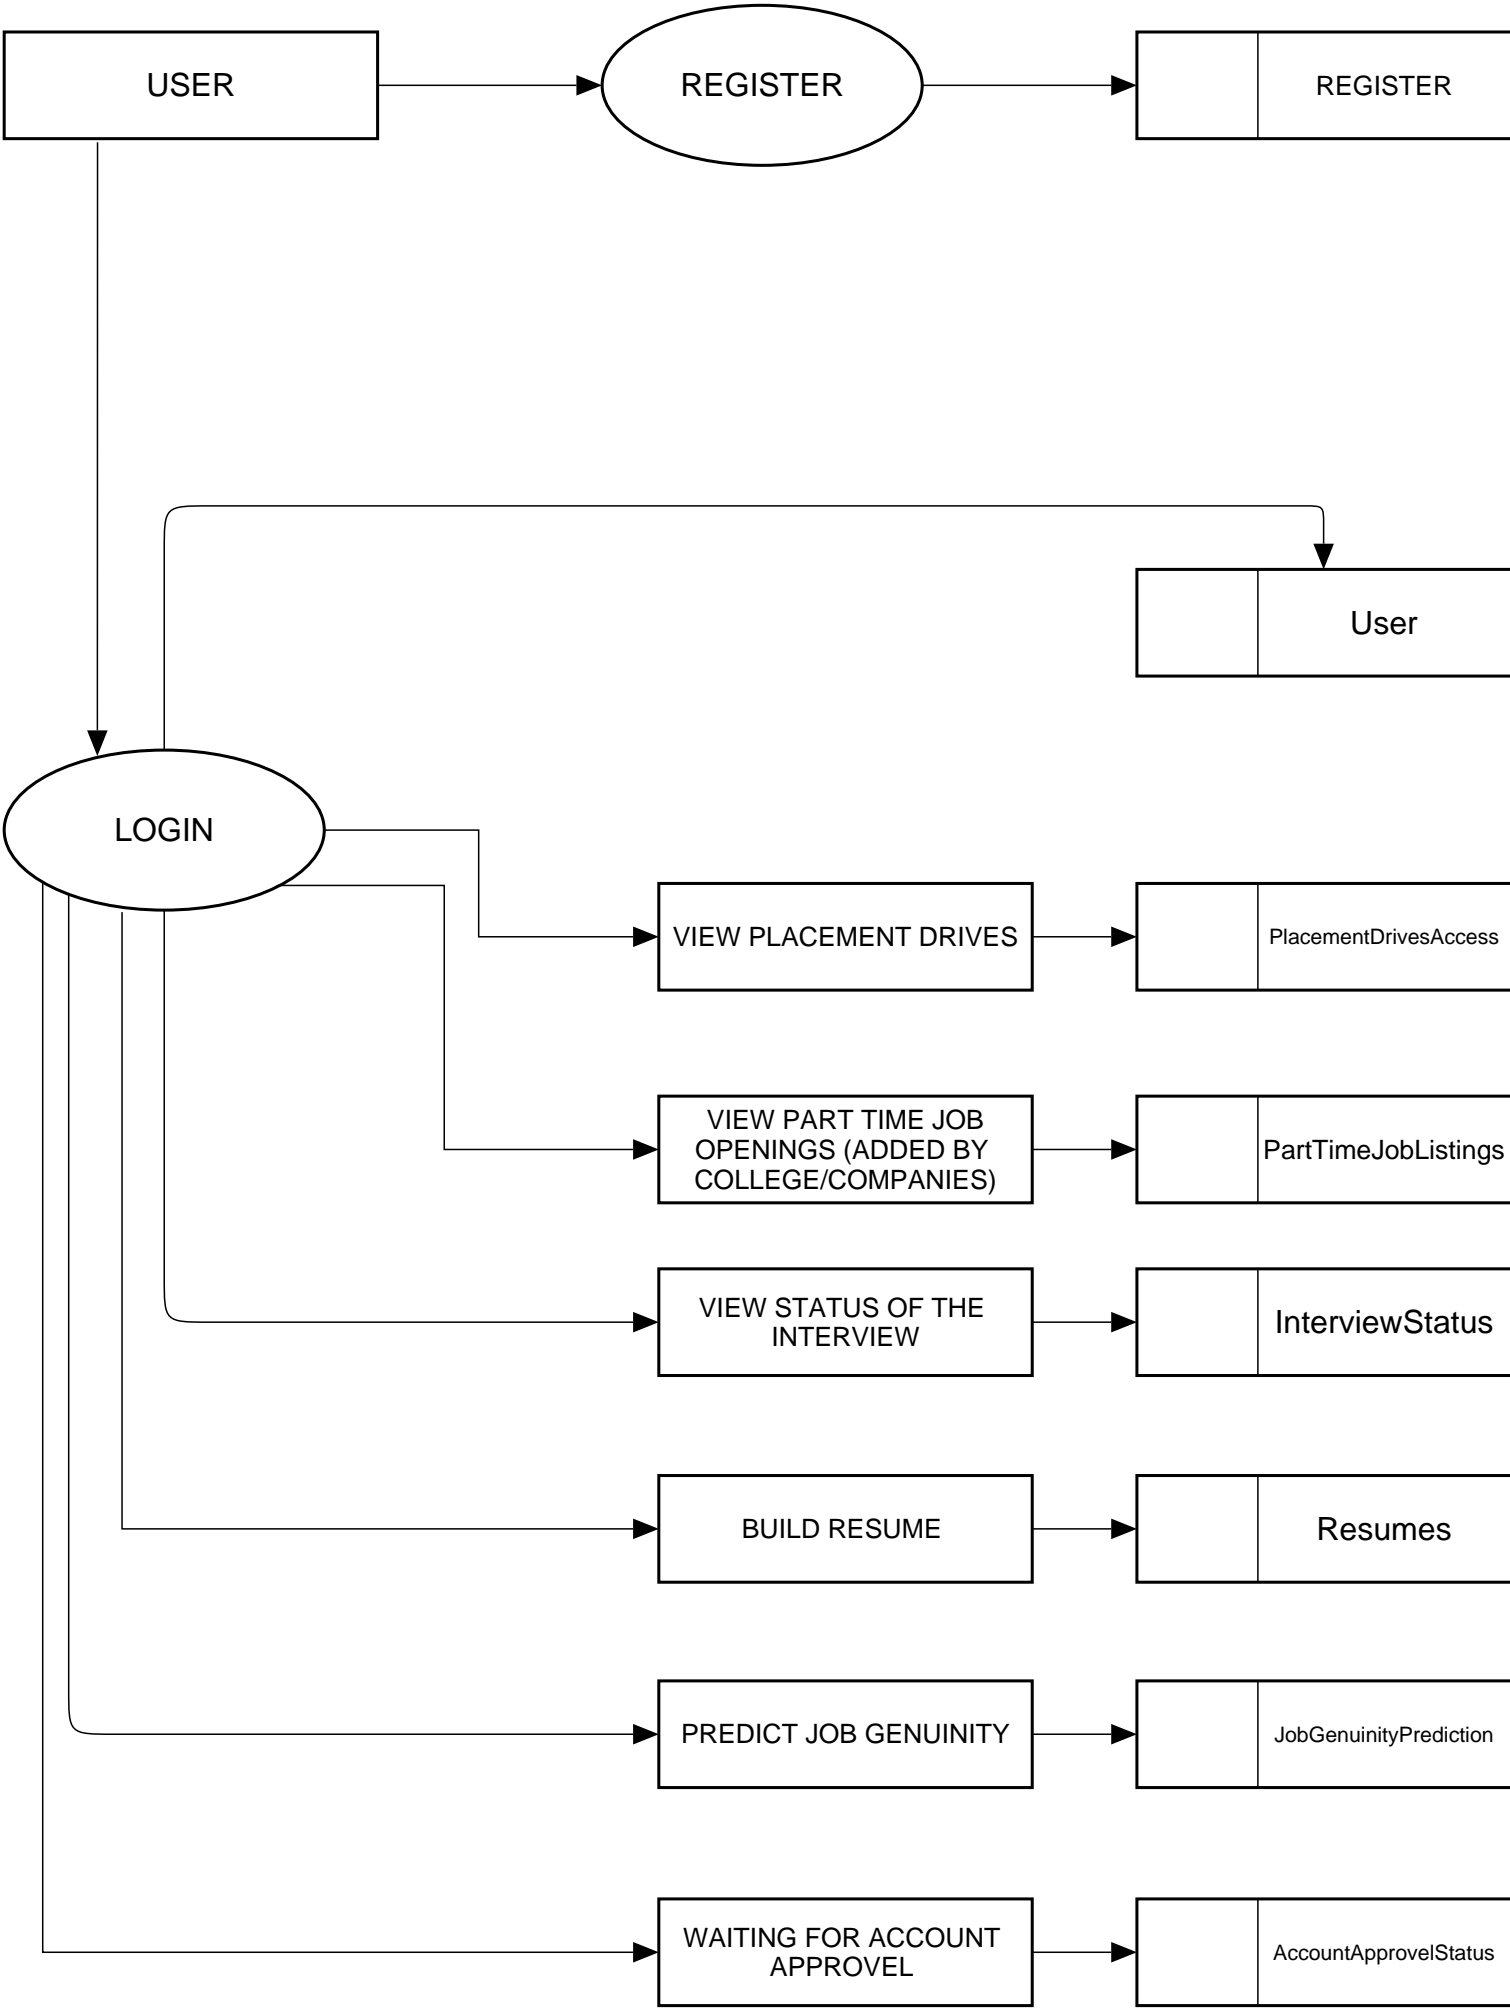 USER
REGISTER
REGISTER
User
LOGIN
VIEW PLACEMENT DRIVES
PlacementDrivesAccess
VIEW PART TIME JOB
OPENINGS (ADDED BY
COLLEGE/COMPANIES)
PartTimeJobListings
VIEW STATUS OF THE
INTERVIEW
InterviewStatus
BUILD RESUME
Resumes
PREDICT JOB GENUINITY
JobGenuinityPrediction
WAITING FOR ACCOUNT
APPROVEL
AccountApprovelStatus